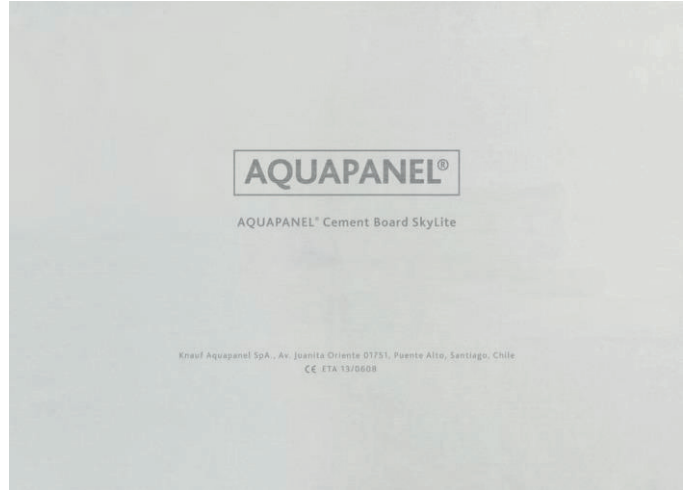 AQUAPANEL®
AQUAPANEL® Cement Board SkyLite
Knauf Aquapanel SpA., Av. Juanita Oriente 01751, Puente Alto, Santiago, Chile
CE ETA 13/0608